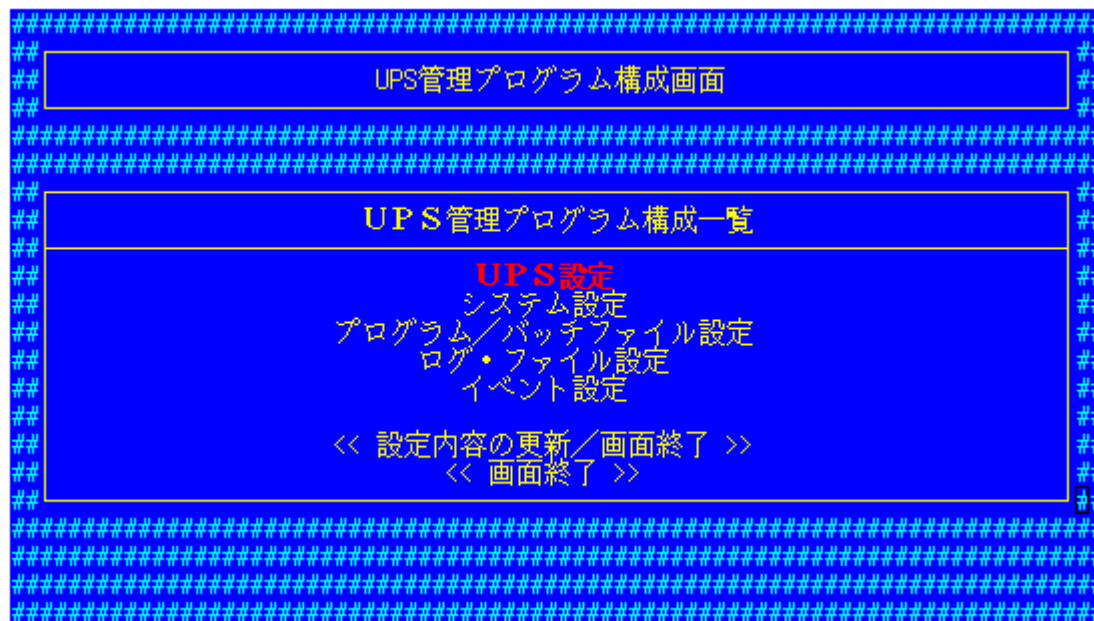 UPS管理プログラム構成画面
UPS管理プログラム構成一覧
UPS設定
システム設定
プログラム／バッチファイル設定
ログ・ファイル設定
イベント設定
<< 設定内容の更新／画面終了 >>
<< 画面終了 >>